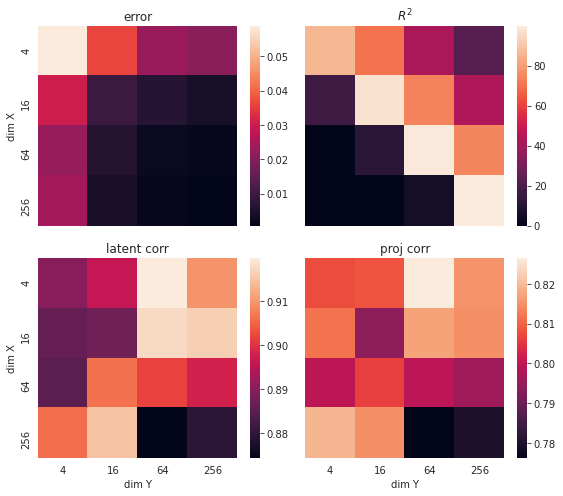 error
R²
dim X
4
16
64
256
0.05
0.04
0.03
0.02
0.01
80
60
40
20
0
latent corr
proj corr
dim X
4
16
64
256
0.91
0.90
0.89
0.88
0.82
0.81
0.80
0.79
0.78
4 16 64 256
dim Y
4 16 64 256
dim Y